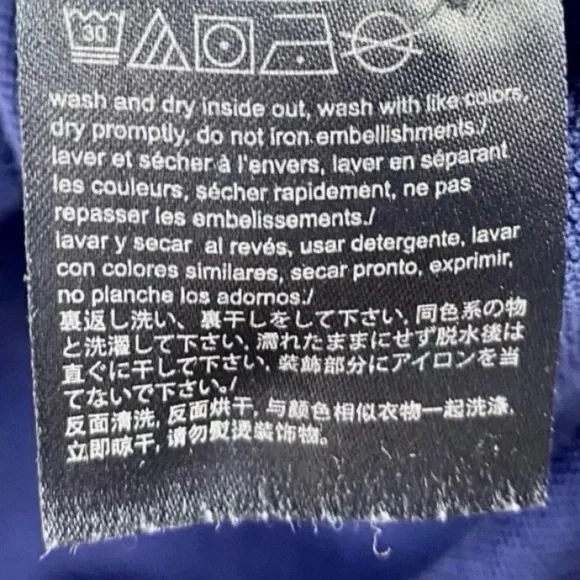 30
wash and dry inside out, wash with like colors,
dry promptly, do not iron embellishments./
laver et sécher à l'envers, laver en séparant
les couleurs, sécher rapidement, ne pas
repasser les embelissements./
lavar y secar al revés, usar detergente, lavar
con colores similares, secar pronto, exprimir,
no planche los adornos./
裏返し洗い、裏干しをして下さい, 同色系の物
と洗濯して下さい, 濡れたままにせず脱水後は
直ぐに干して下さい, 装飾部分にアイロンを当
てないで下さい。/
反面清洗, 反面烘干, 与颜色相似衣物一起洗涤,
立即晾干, 请勿熨烫装饰物.